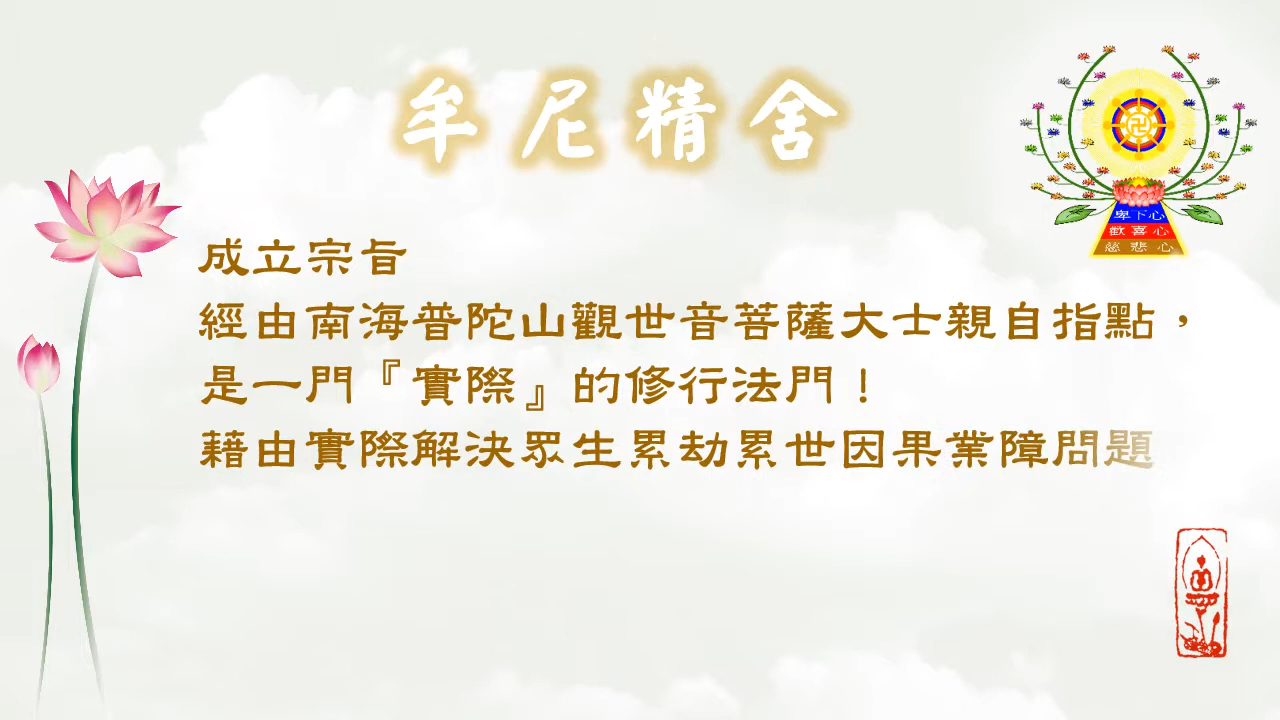 牟尼精舍
卑下心
歡喜心
慈悲心
成立宗旨
經由南海普陀山觀世音菩薩大士親自指點，
是一門『實際』的修行法門！
藉由實際解決眾生累劫累世因果業障問題